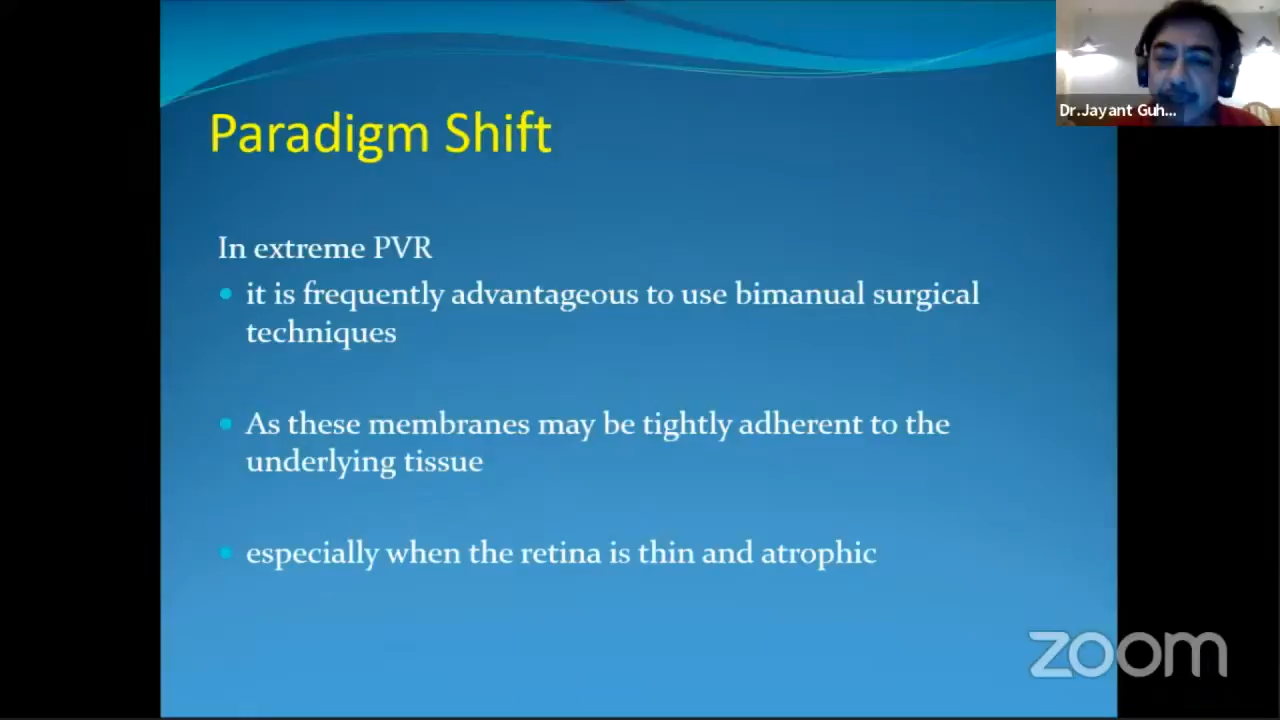 Paradigm Shift
In extreme PVR
it is frequently advantageous to use bimanual surgical
techniques
As these membranes may be tightly adherent to the
underlying tissue
especially when the retina is thin and atrophic
Dr.Jayant Guh...
zoom